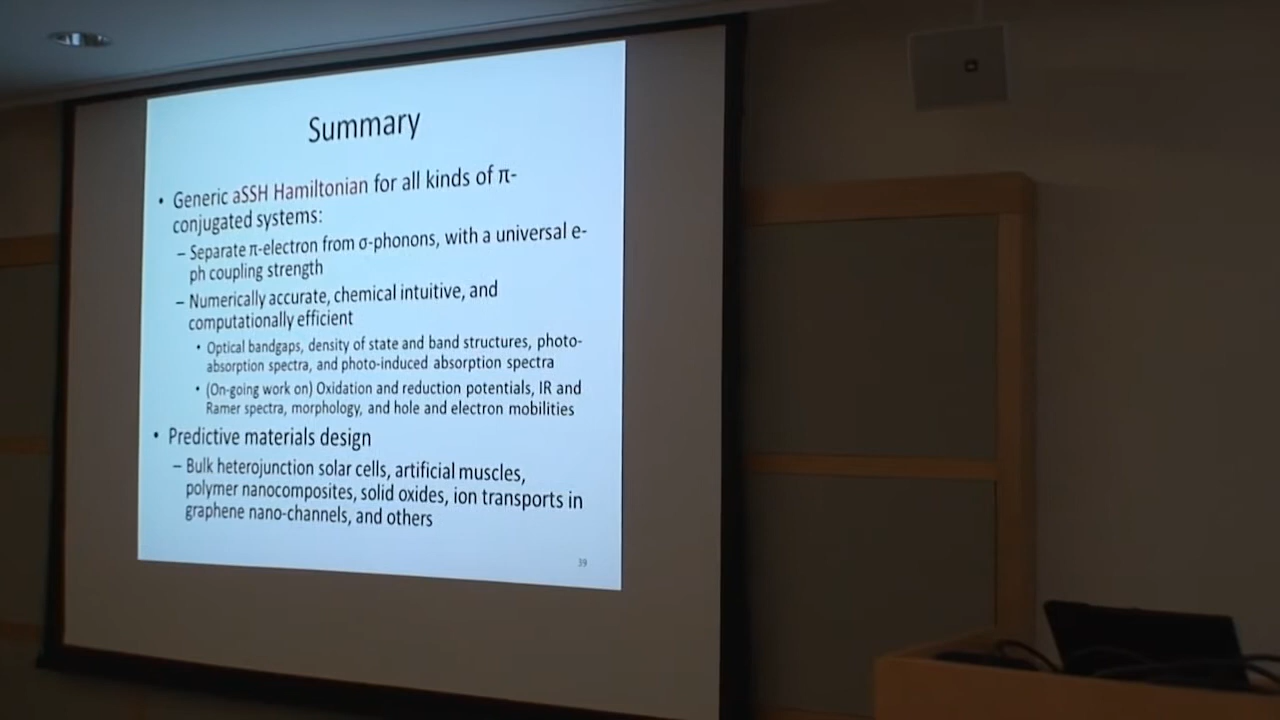 Summary
• Generic aSSH Hamiltonian for all kinds of π-
conjugated systems:
– Separate π-electron from σ-phonons, with a universal e-
ph coupling strength
– Numerically accurate, chemical intuitive, and
computationally efficient
• Optical bandgaps, density of state and band structures, photo-
absorption spectra, and photo-induced absorption spectra
• (On-going work on) Oxidation and reduction potentials, IR and
Ramer spectra, morphology, and hole and electron mobilities
• Predictive materials design
– Bulk heterojunction solar cells, artificial muscles,
polymer nanocomposites, solid oxides, ion transports in
graphene nano-channels, and others
39